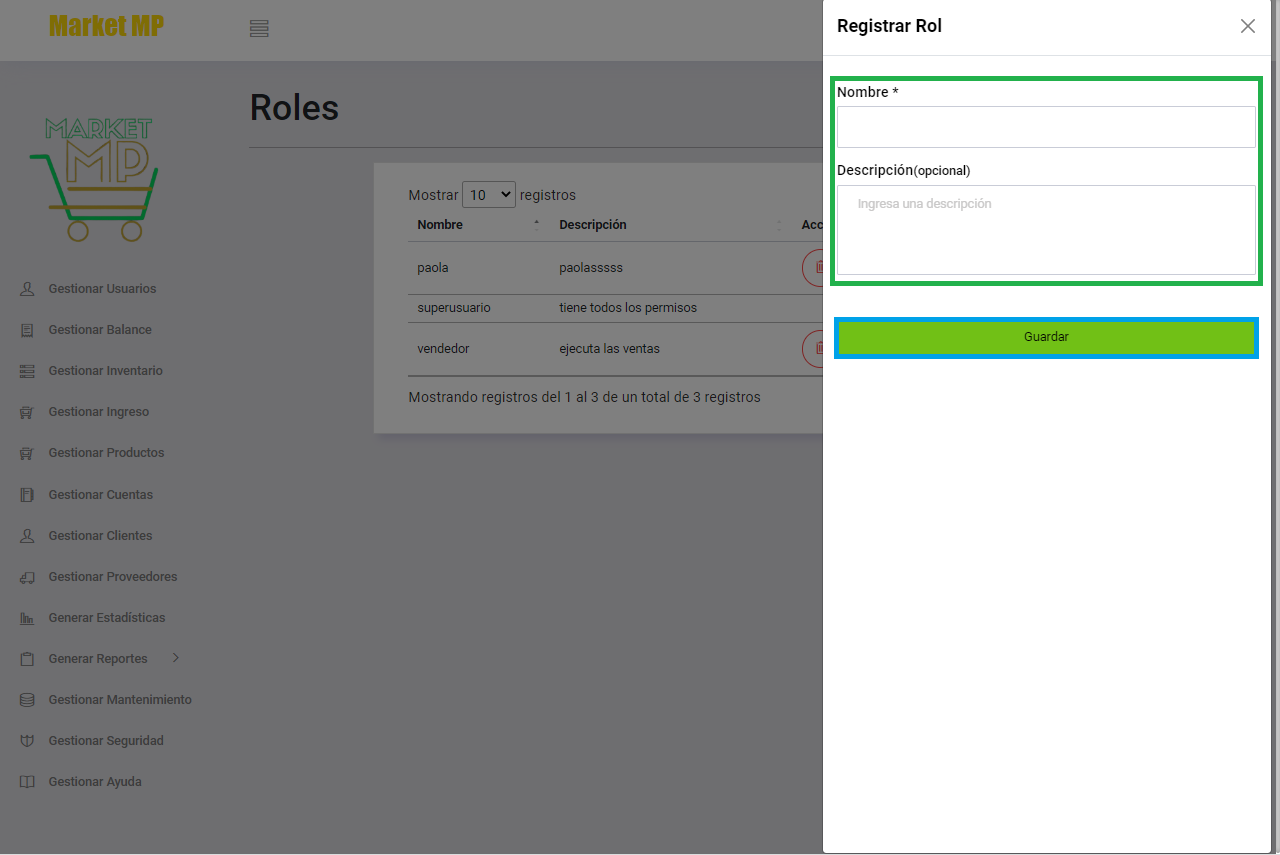 Market MP
MARKET
MP
Gestionar Usuarios
Gestionar Balance
Gestionar Inventario
Gestionar Ingreso
Gestionar Productos
Gestionar Cuentas
Gestionar Clientes
Gestionar Proveedores
Generar Estadísticas
Generar Reportes
Gestionar Mantenimiento
Gestionar Seguridad
Gestionar Ayuda
Roles
Mostrar 10 registros
Nombre Descripción Acc
paola paolasssss
superusuario tiene todos los permisos
vendedor ejecuta las ventas
Mostrando registros del 1 al 3 de un total de 3 registros
Registrar Rol
Nombre *
Descripción(opcional)
Ingresa una descripción
Guardar